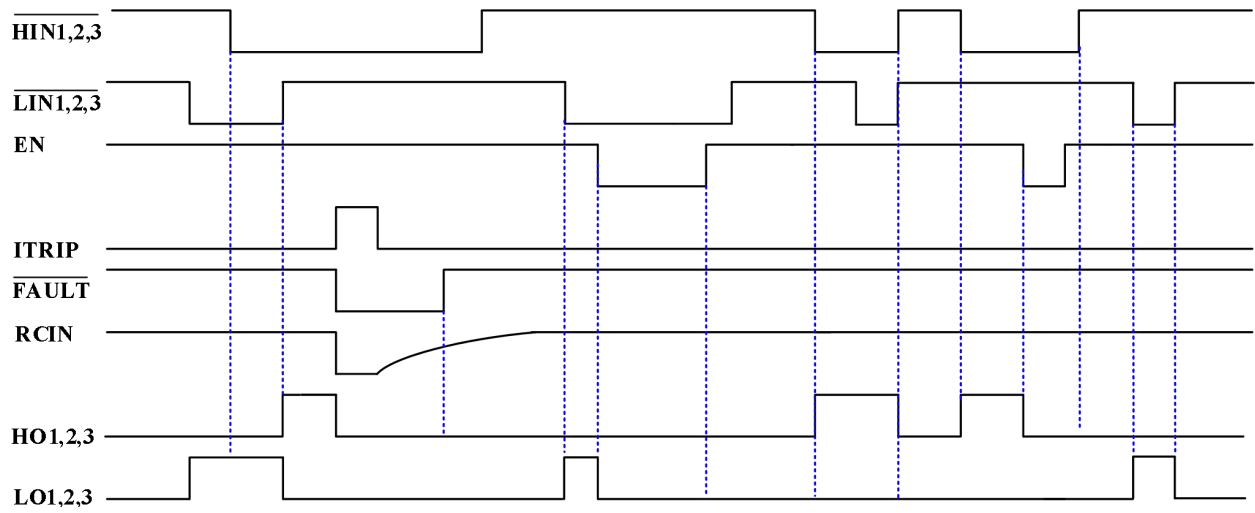 HIN1,2,3
LIN1,2,3
EN
ITRIP
FAULT
RCIN
HO1,2,3
LO1,2,3